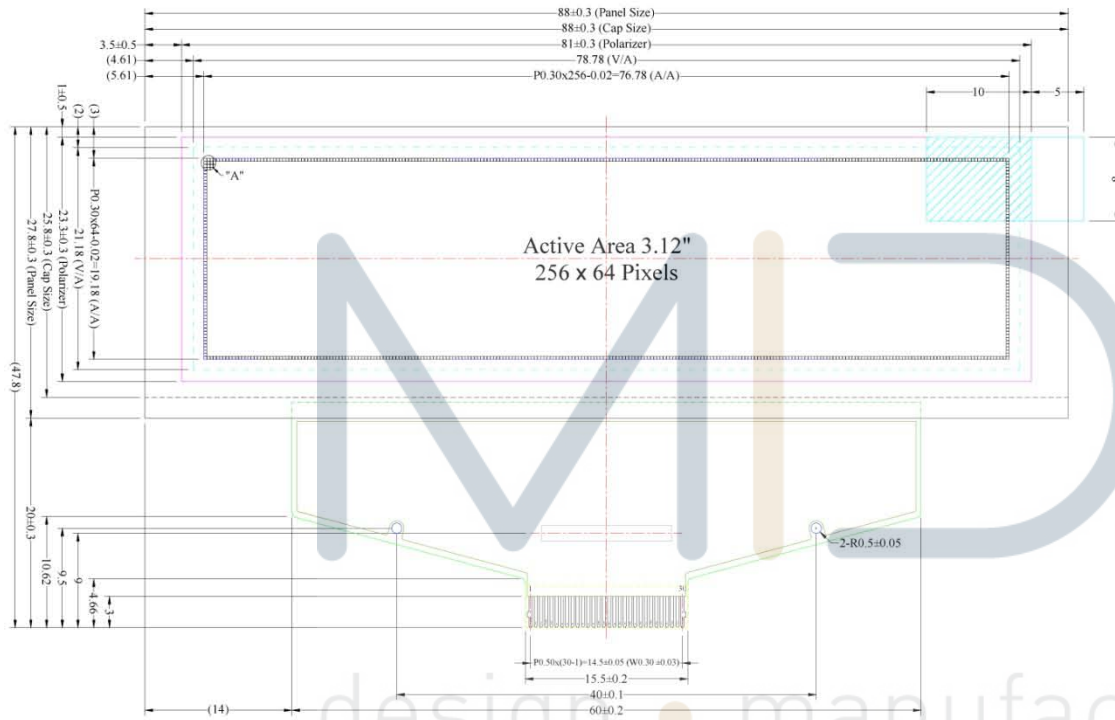 88±0.3 (Panel Size)
88±0.3 (Cap Size)
3.5±0.5
81±0.3 (Polarizer)
(4.61)
78.78 (V/A)
(5.61)
P0.30x256-0.02=76.78 (A/A)
10
5
1±0.5
(2)
(3)
"A"
P0.30x64-0.02=19.18 (A/A)
21.18 (V/A)
23.3±0.3 (Polarizer)
25.8±0.3 (Cap Size)
27.8±0.3 (Panel Size)
(47.8)
Active Area 3.12"
256 x 64 Pixels
MID
20±0.3
10.62
9.5
9
4.66
3
2-R0.5±0.05
1
30
P0.50x(30-1)=14.5±0.05 (W0.30±0.03)
15.5±0.2
40±0.1
(14)
60±0.2
design • manufac